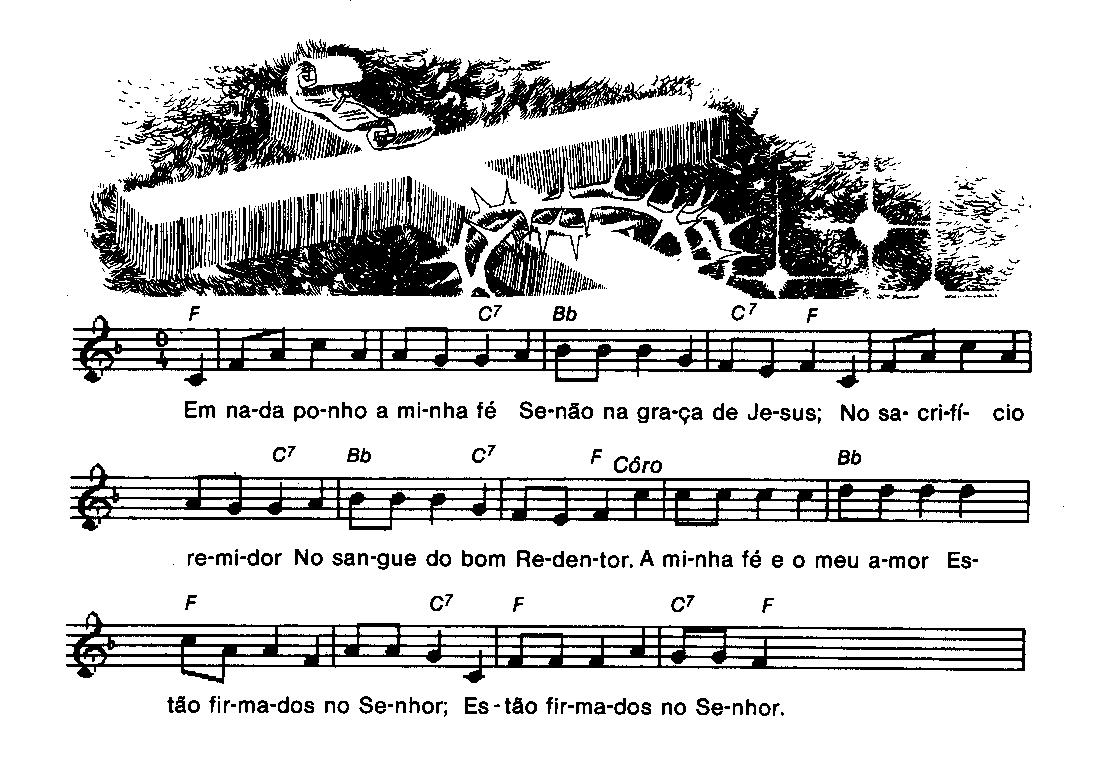 F C7 Bb C7 F
6
4
Em na-da po-nho a mi-nha fé Se-não na gra-ça de Je-sus; No sa- cri-fí- cio
C7 Bb C7 F Côro Bb
re-mi-dor No san-gue do bom Re-den-tor. A mi-nha fé e o meu a-mor Es-
F C7 F C7 F
tão fir-ma-dos no Se-nhor; Es-tão fir-ma-dos no Se-nhor.